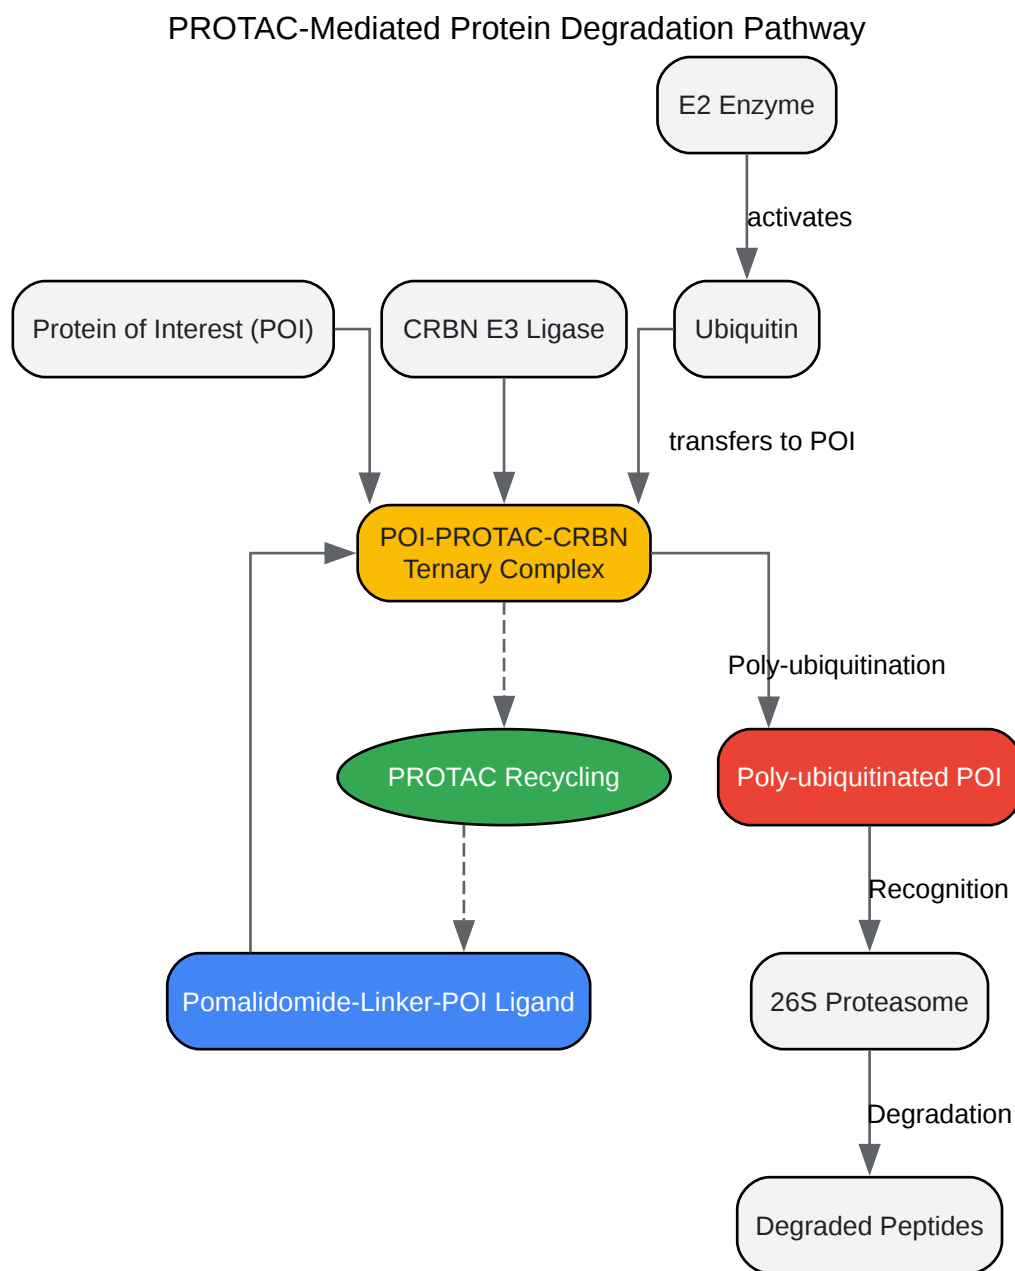 PROTAC-Mediated Protein Degradation Pathway
E2 Enzyme
activates
Protein of Interest (POI)
CRBN E3 Ligase
Ubiquitin
transfers to POI
POI-PROTAC-CRBN
Ternary Complex
Poly-ubiquitination
PROTAC Recycling
Poly-ubiquitinated POI
Recognition
Pomalidomide-Linker-POI Ligand
26S Proteasome
Degradation
Degraded Peptides